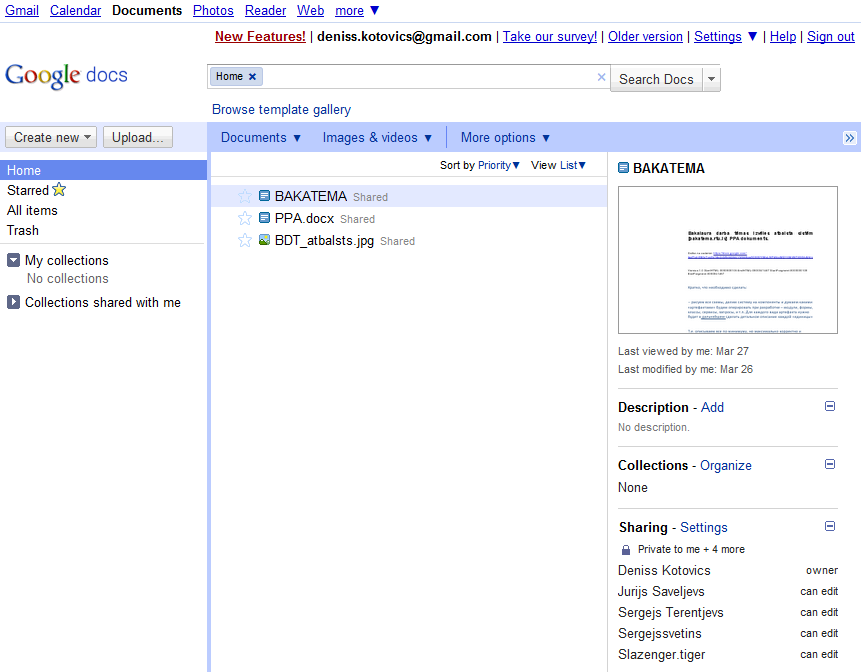 Gmail Calendar Documents Photos Reader Web more ▼
New Features! | deniss.kotovics@gmail.com | Take our survey! | Older version | Settings ▼ | Help | Sign out
Google docs
Home × × Search Docs
Browse template gallery
Create new Upload... Documents ▼ Images & videos ▼ More options ▼ »
Home
Starred
All items
Trash
My collections
No collections
Collections shared with me
Sort by Priority▼ View List▼
BAKATEMA Shared
PPA.docx Shared
BDT_atbalsts.jpg Shared
BAKATEMA
Bakalaura darba tēmas izvēles atbalsta sistēm
PPA dokuments
Кратко, что необходимо сделать:
Last viewed by me: Mar 27
Last modified by me: Mar 26
Description - Add
No description.
Collections - Organize
None
Sharing - Settings
Private to me + 4 more
Deniss Kotovics owner
Jurijs Saveljevs can edit
Sergejs Terentjevs can edit
Sergejssvetins can edit
Slazenger.tiger can edit